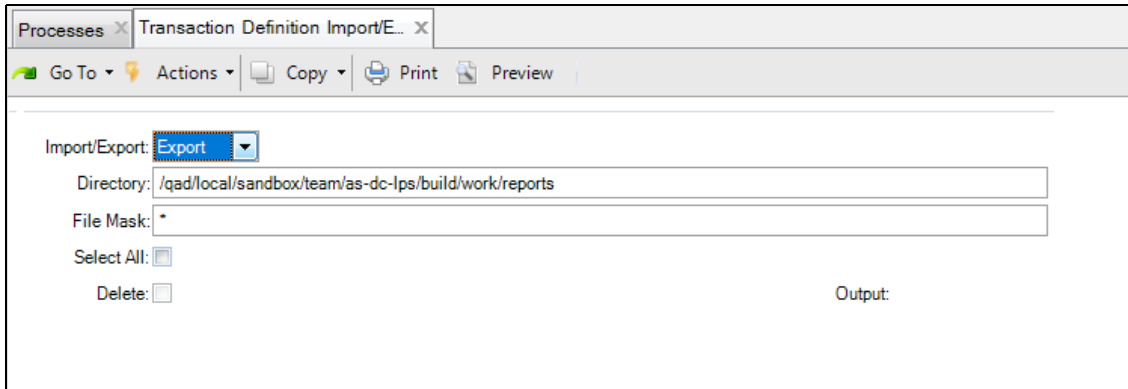 Processes Transaction Definition Import/E...
Go To Actions Copy Print Preview
Import/Export: Export
Directory: /qad/local/sandbox/team/as-dc-lps/build/work/reports
File Mask: *
Select All:
Delete: Output: